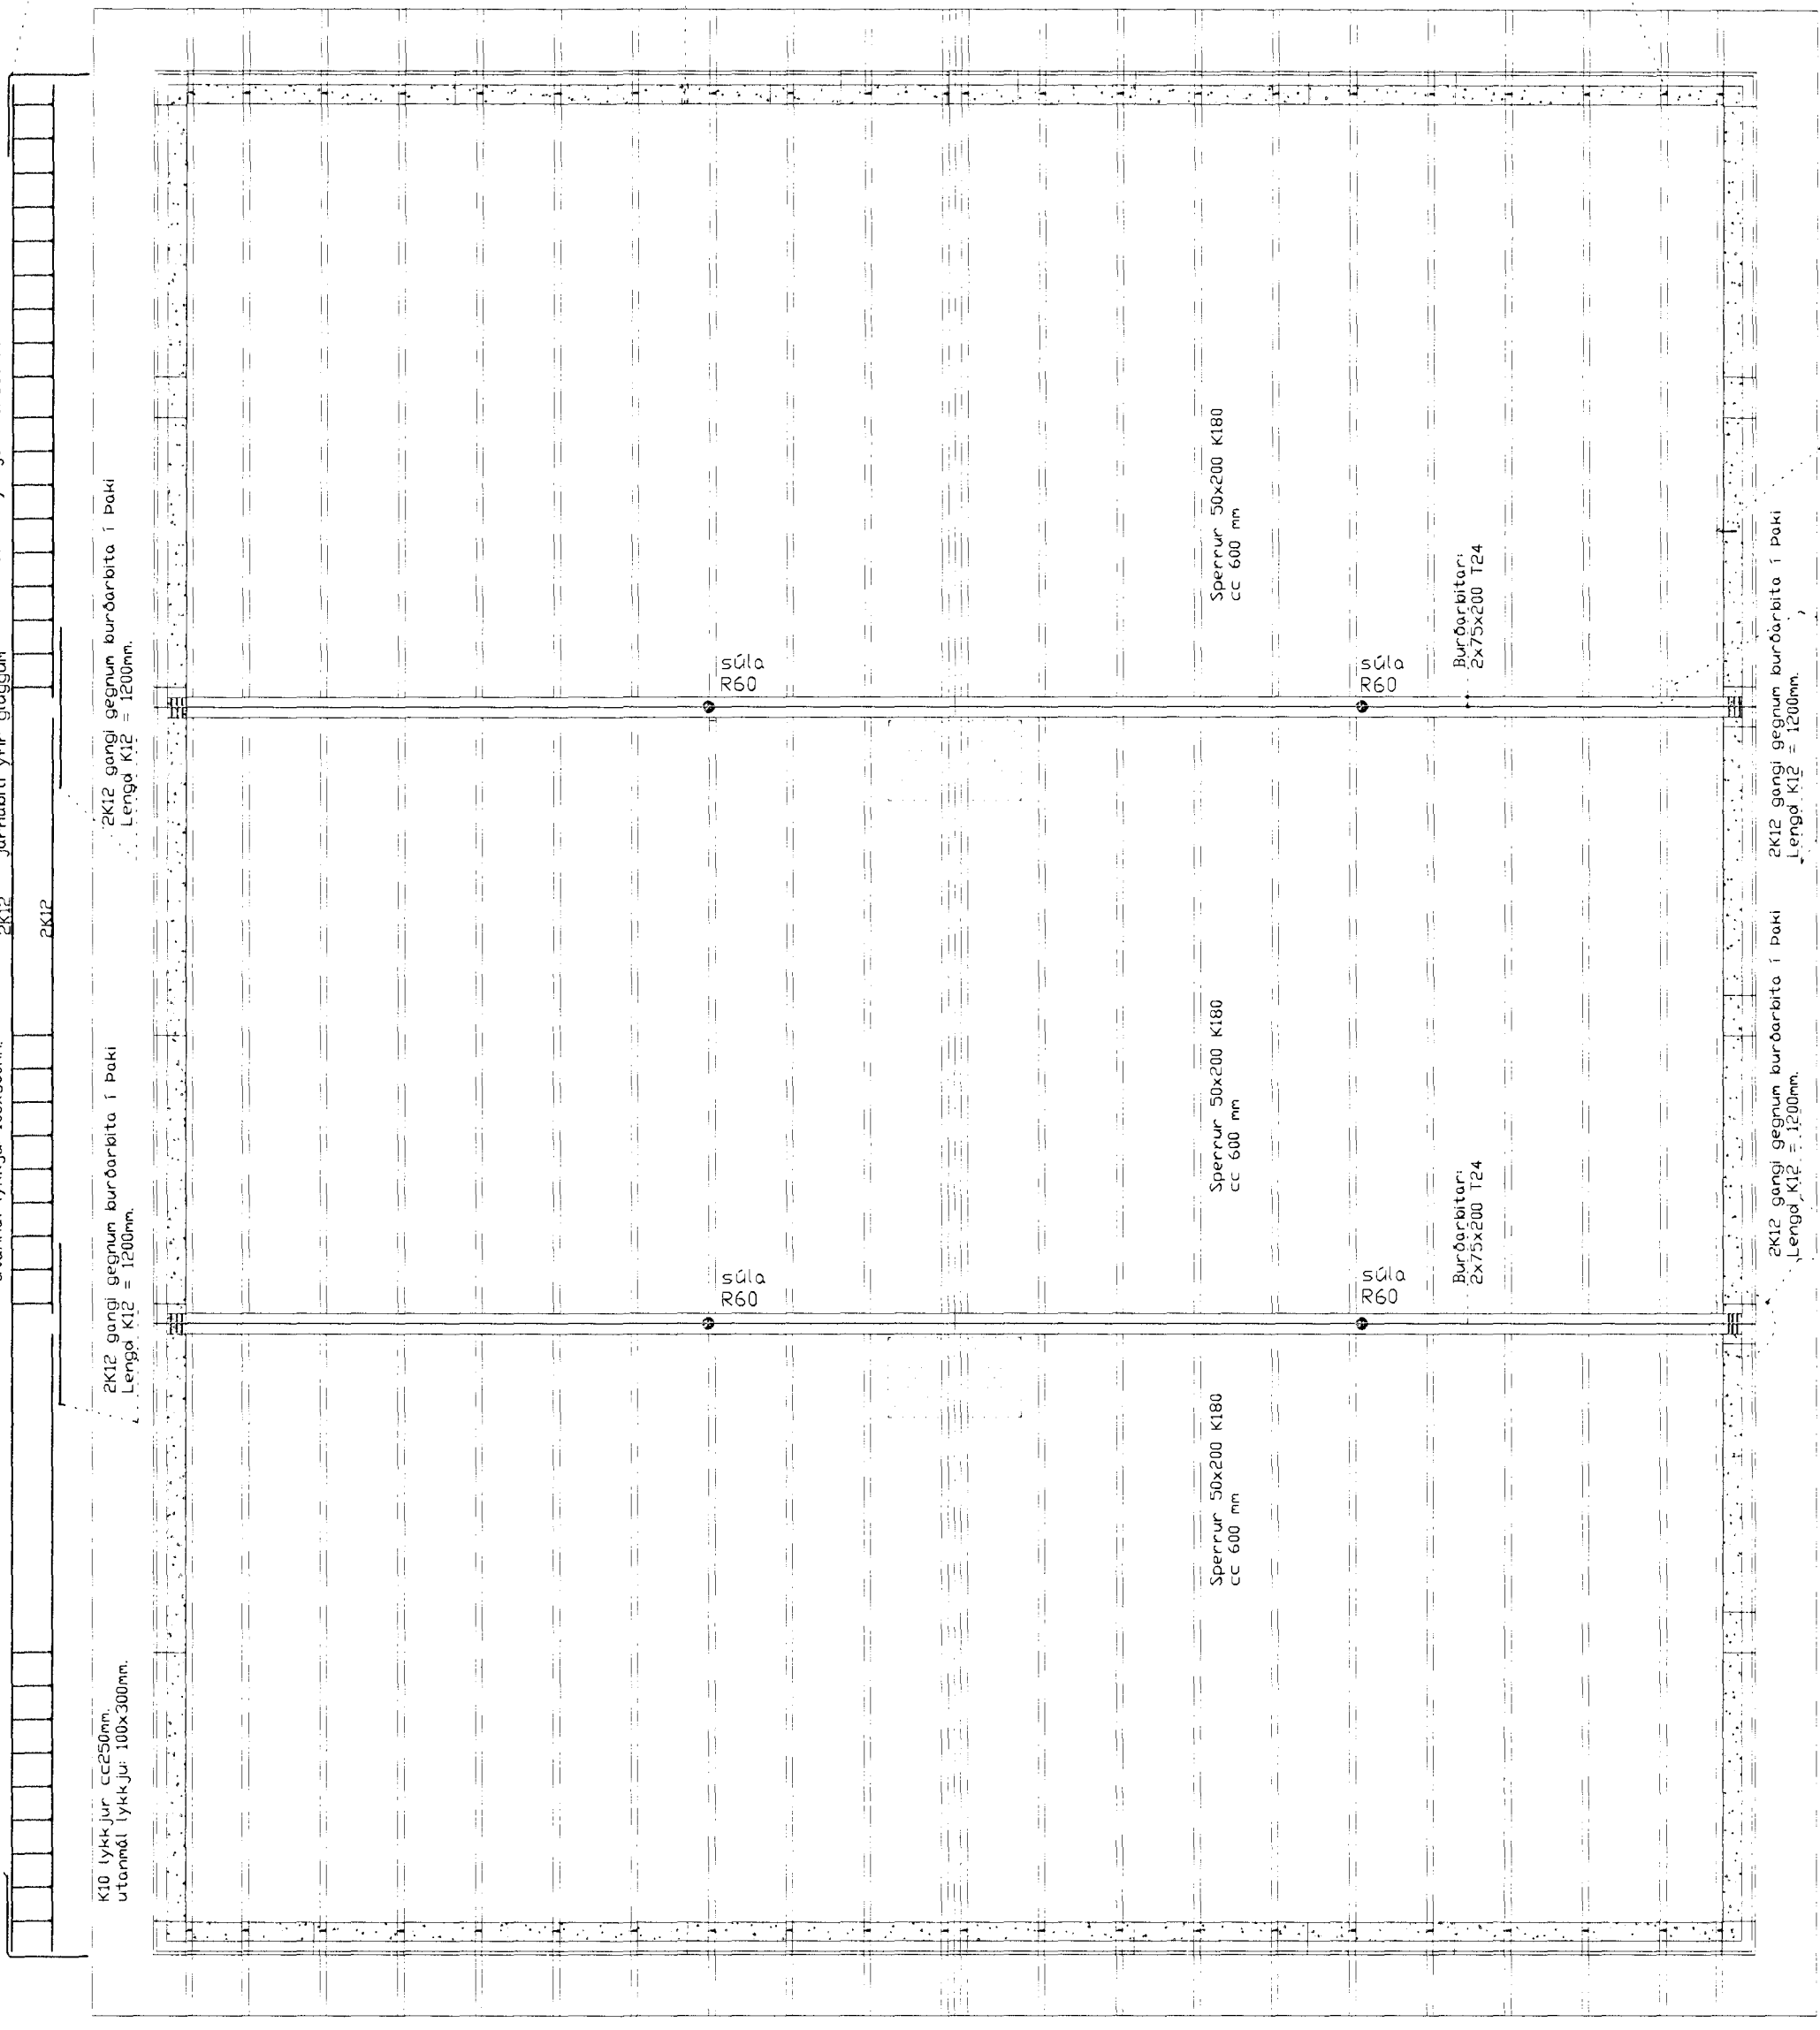 2K12
2K12
K10 lykkjur cc250mm.
utanmál lykkju: 100x300mm.
2K12 gangi gegnum burðarbita í þaki
Lengd K12 = 1200mm.
2K12 gangi gegnum burðarbita í þaki
Lengd K12 = 1200mm.
súla
R60
súla
R60
Sperrur 50x200 K180
cc 600 mm
Sperrur 50x200 K180
cc 600 mm
Sperrur 50x200 K180
cc 600 mm
súla
R60
súla
R60
Burðarbitar:
2x75x200 T24
Burðarbitar:
2x75x200 T24
2K12 gangi gegnum burðarbita í þaki
Lengd K12 = 1200mm.
2K12 gangi gegnum burðarbita í þaki
Lengd K12 = 1200mm.